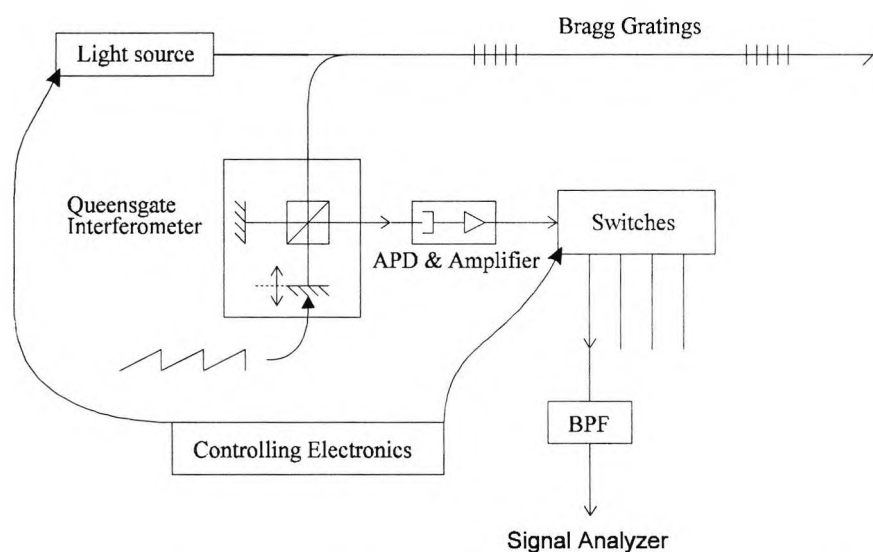 Bragg Gratings
Light source
Queensgate
Interferometer
APD & Amplifier
Switches
BPF
Controlling Electronics
Signal Analyzer